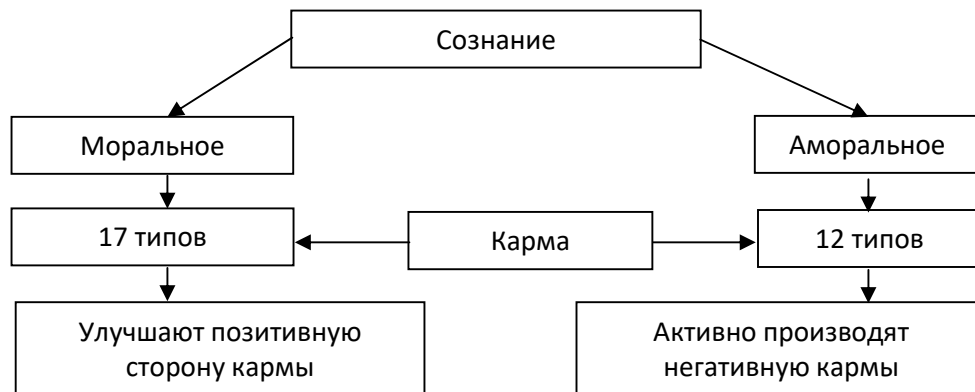 Сознание
Моральное
Аморальное
17 типов
Карма
12 типов
Улучшают позитивную
сторону кармы
Активно производят
негативную кармы